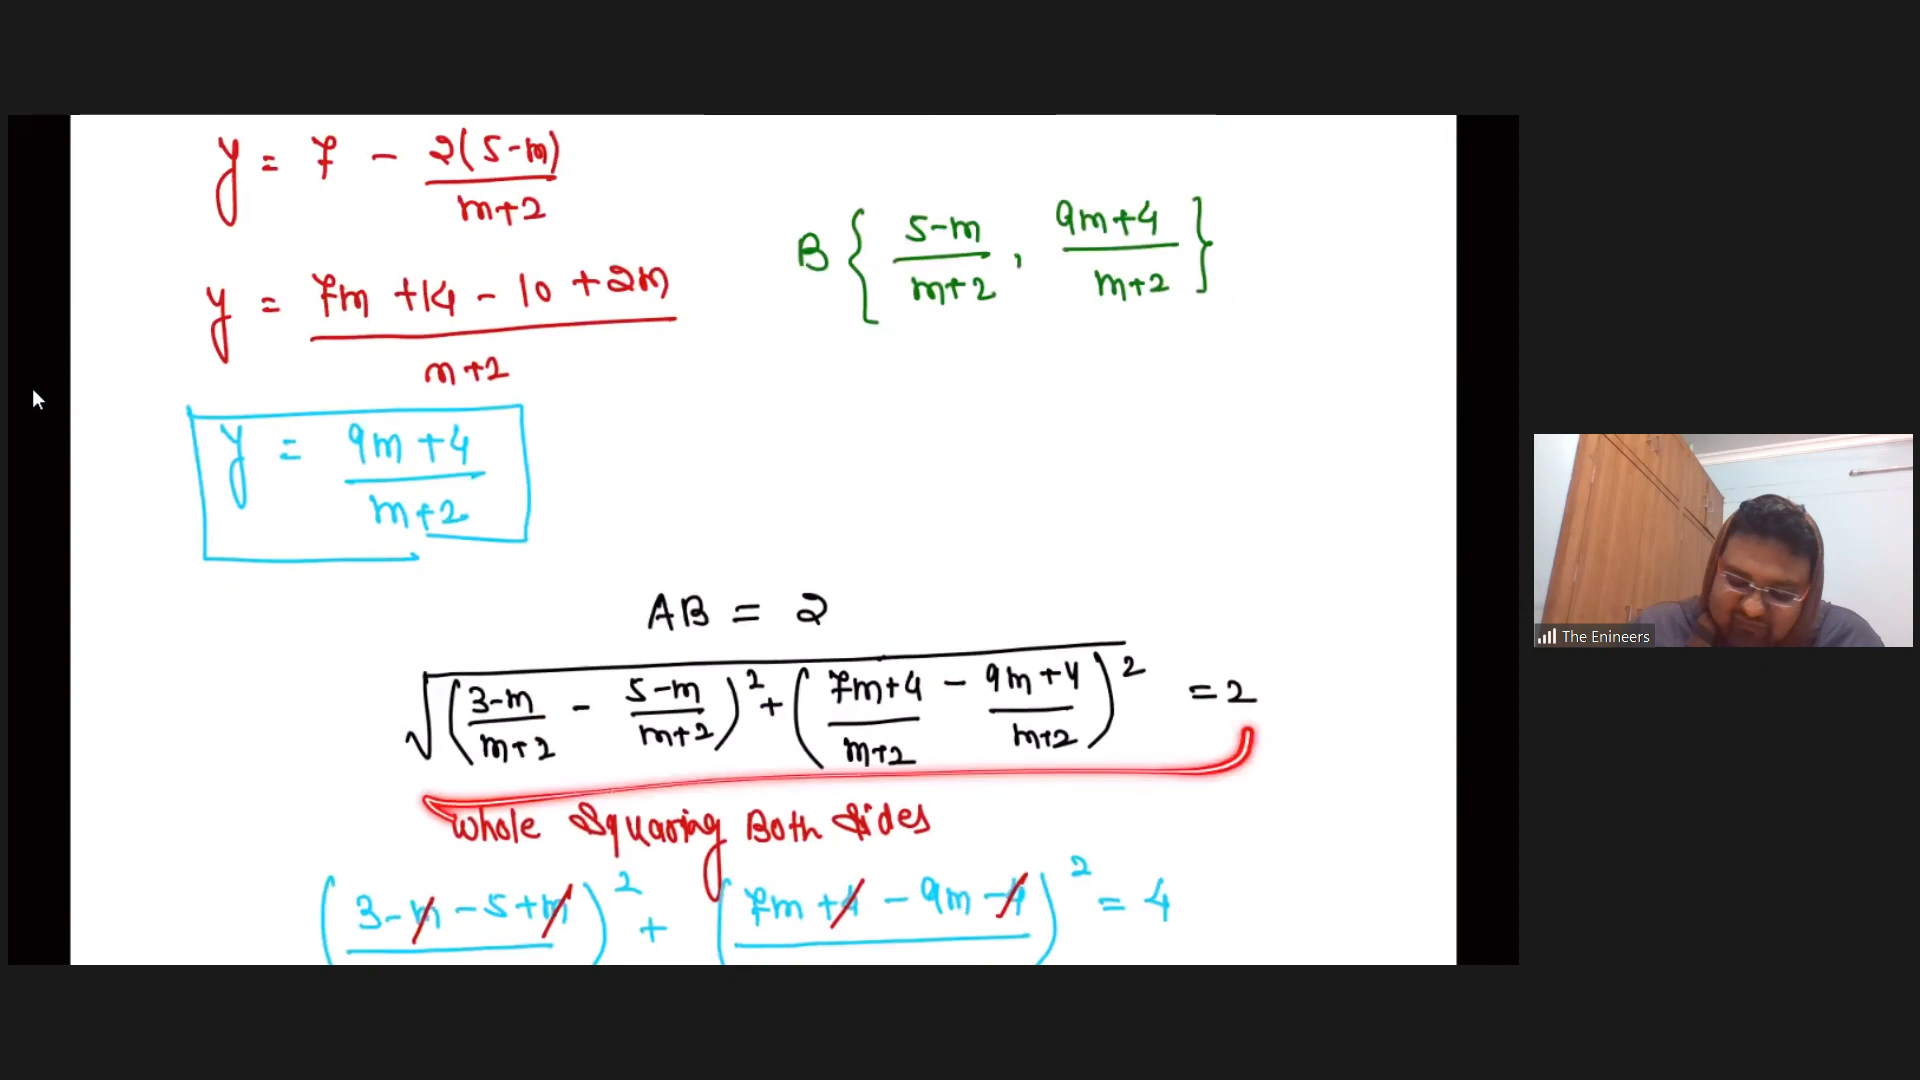 y = 7 - 2(5-m)/m+2
B { 5-m/m+2 , 9m+4/m+2 }
y = 7m +14 - 10 + 2m/m+2
y = 9m+4/m+2
AB = 2
√(3-m/m+2 - 5-m/m+2)² + (7m+4/m+2 - 9m+4/m+2)² = 2
Whole Squaring Both Sides
(3-m-5+m)² + (7m+4-9m-4)² = 4
The Enineers